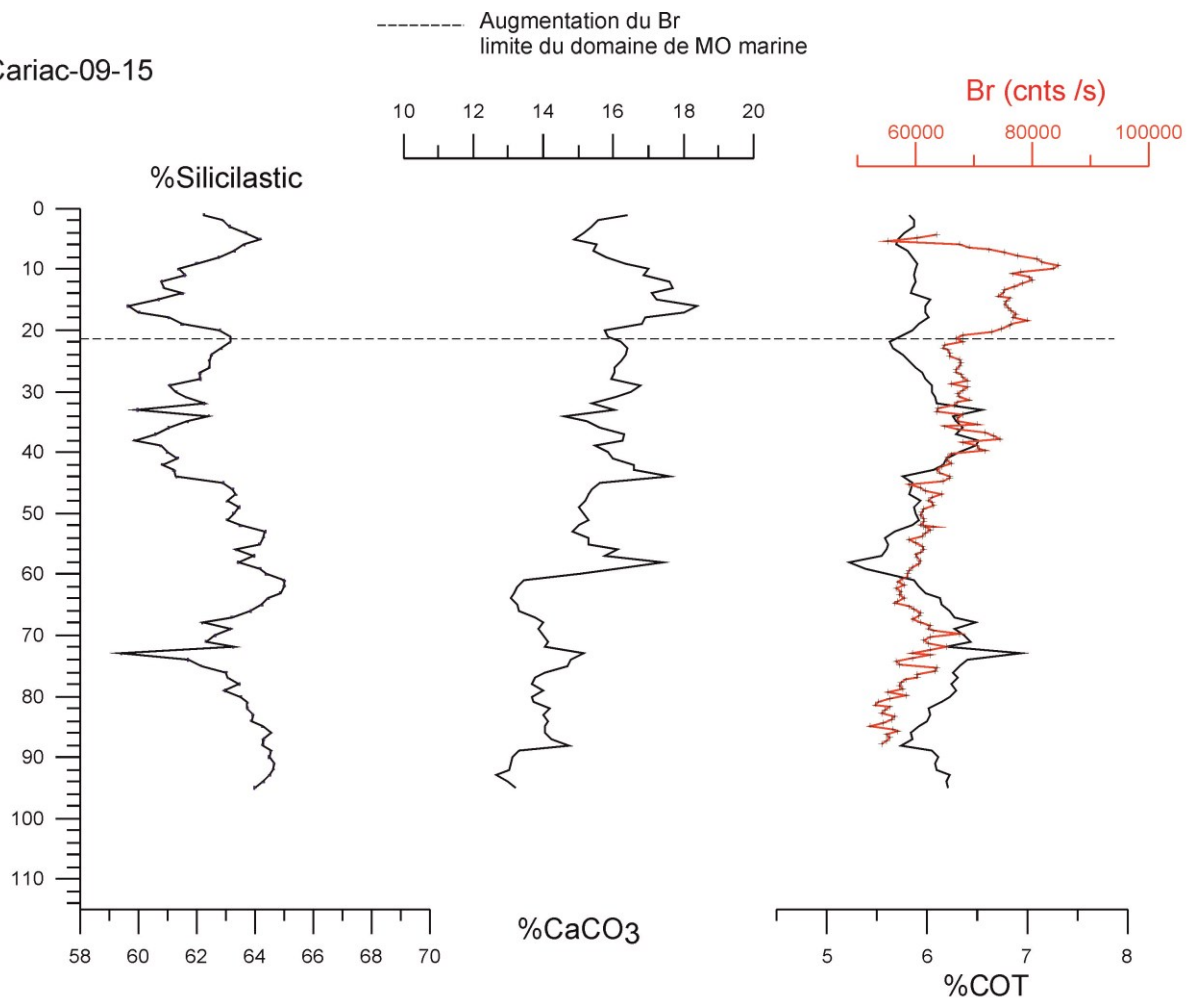 Augmentation du Br
limite du domaine de MO marine
Cariac-09-15
10 12 14 16 18 20
Br (cnts /s)
60000 80000 100000
%Silicilastic
0
10
20
30
40
50
60
70
80
90
100
110
%CaCO3
58 60 62 64 66 68 70
5 6 7 8
%COT